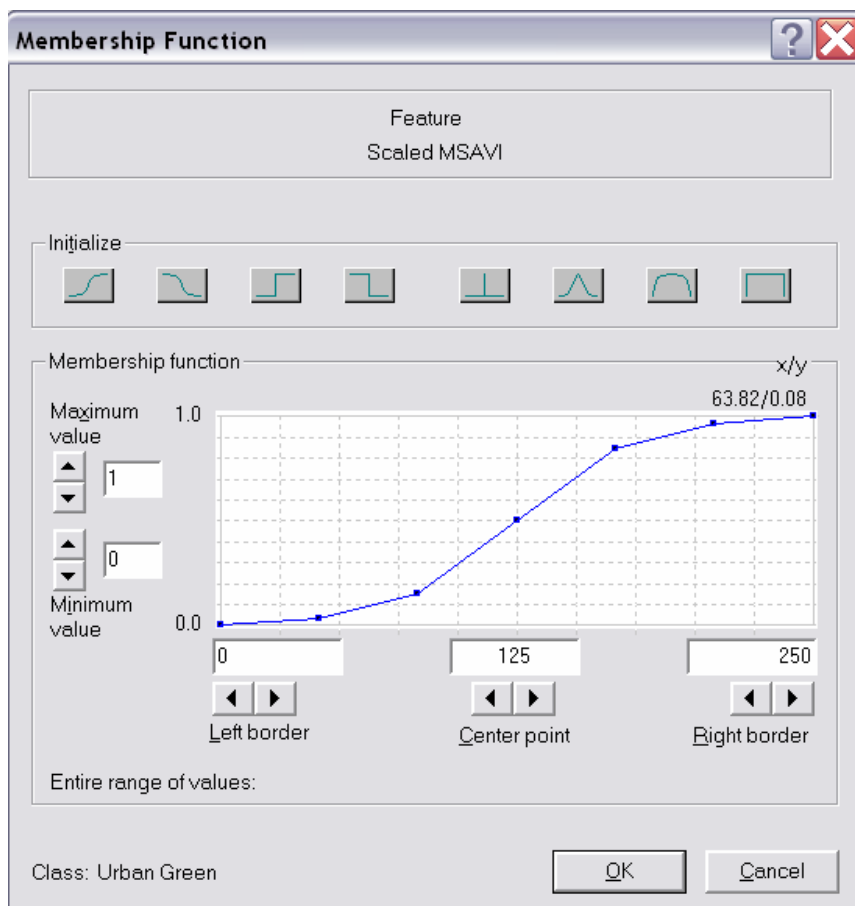 Membership Function
Feature
Scaled MSAVI
Initialize
Membership function
x/y
63.82/0.08
Maximum
value
1.0
1
0
Minimum
value
0.0
0
125
250
Left border
Center point
Right border
Entire range of values:
Class: Urban Green
OK
Cancel